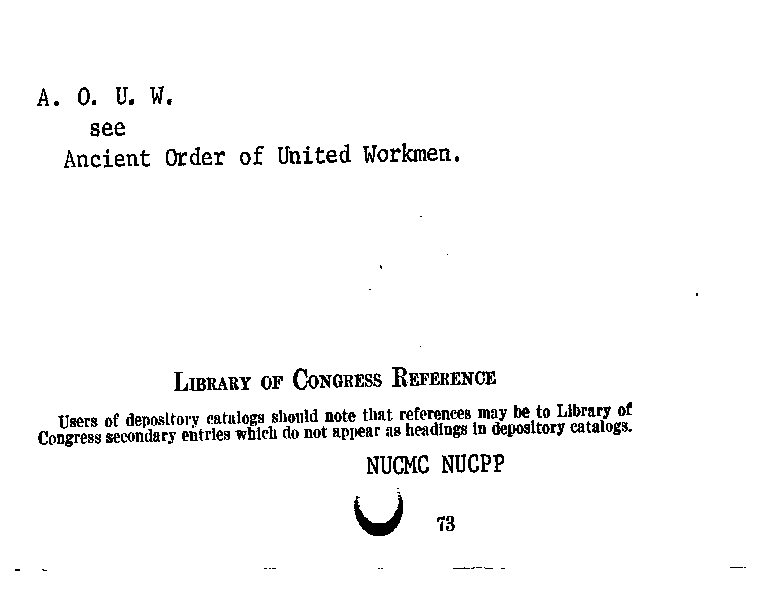 A. O. U. W.
see
Ancient Order of United Workmen.
LIBRARY OF CONGRESS REFERENCE
Users of depository catalogs should note that references may be to Library of
Congress secondary entries which do not appear as headings in depository catalogs.
NUCMC NUCPP
73